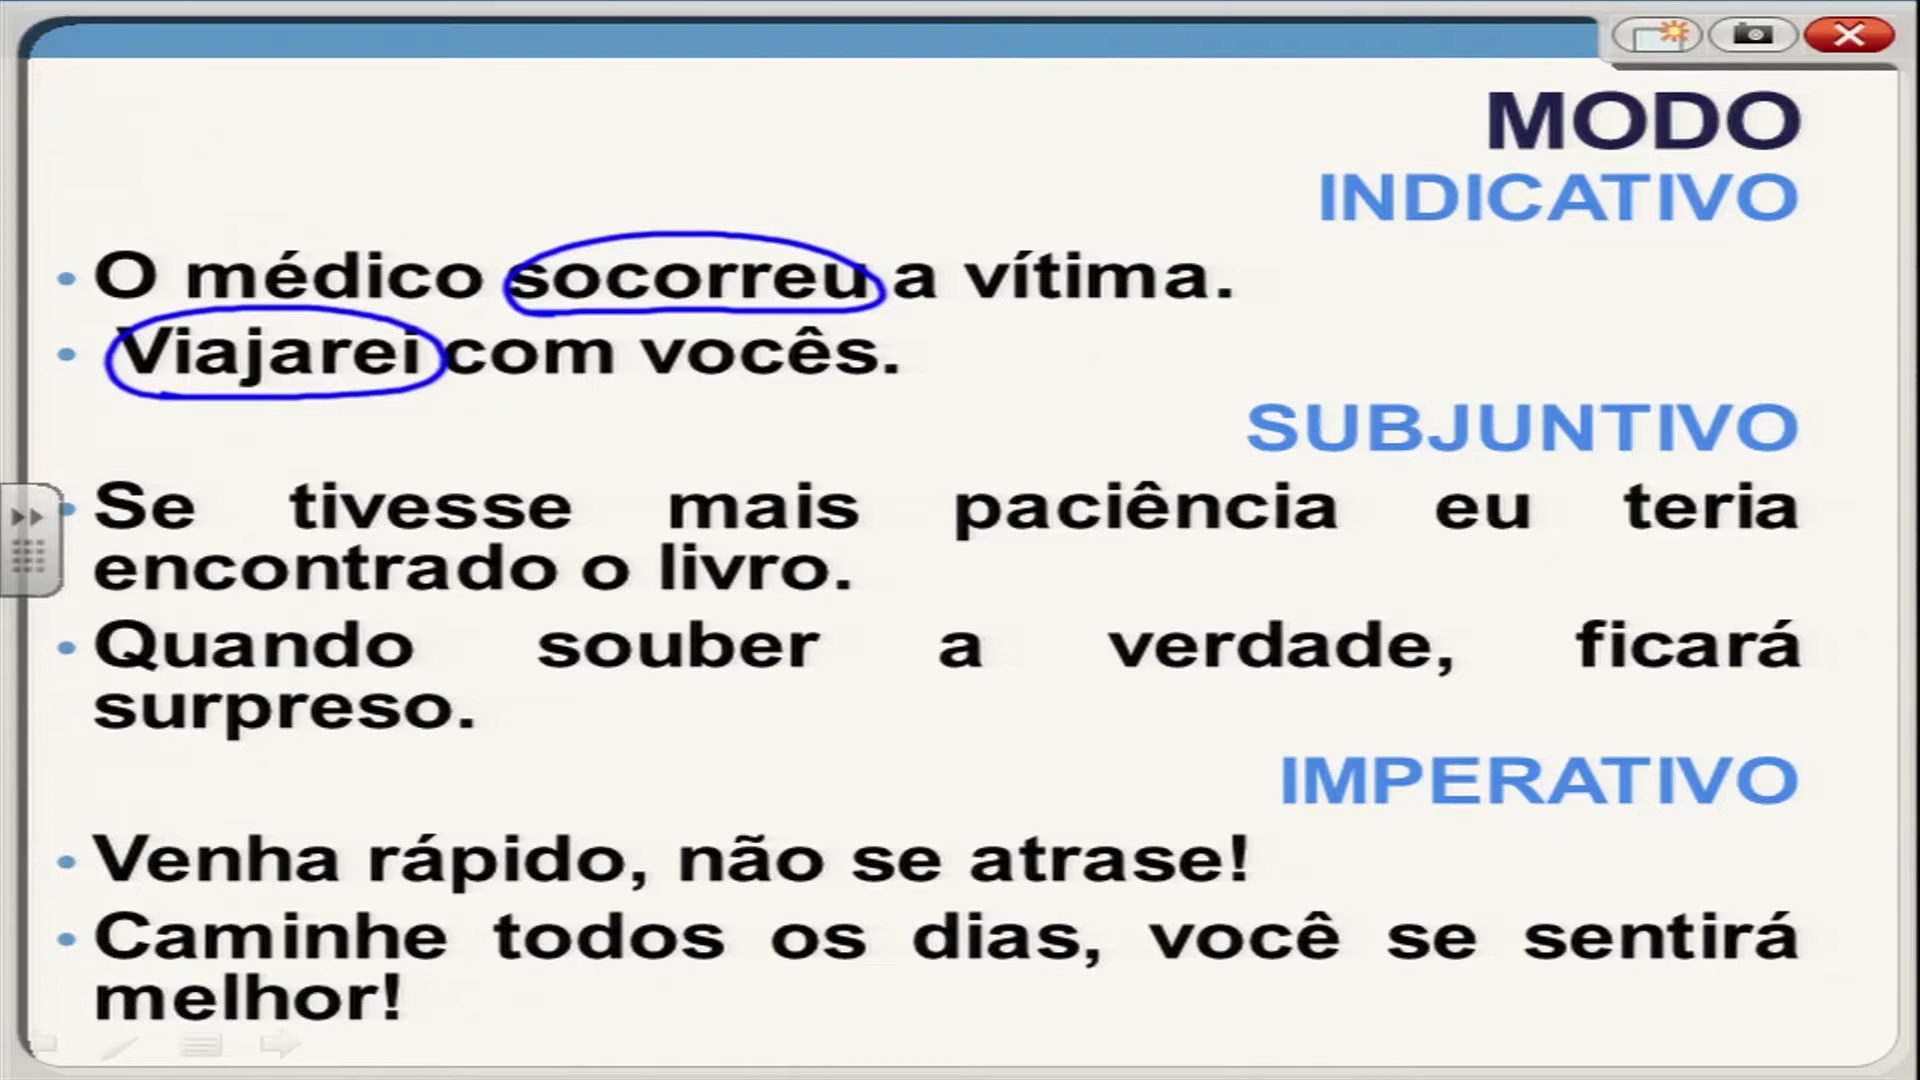 MODO
INDICATIVO
• O médico socorreu a vítima.
• Viajarei com vocês.
SUBJUNTIVO
• Se tivesse mais paciência eu teria
encontrado o livro.
• Quando souber a verdade, ficará
surpreso.
IMPERATIVO
• Venha rápido, não se atrase!
• Caminhe todos os dias, você se sentirá
melhor!